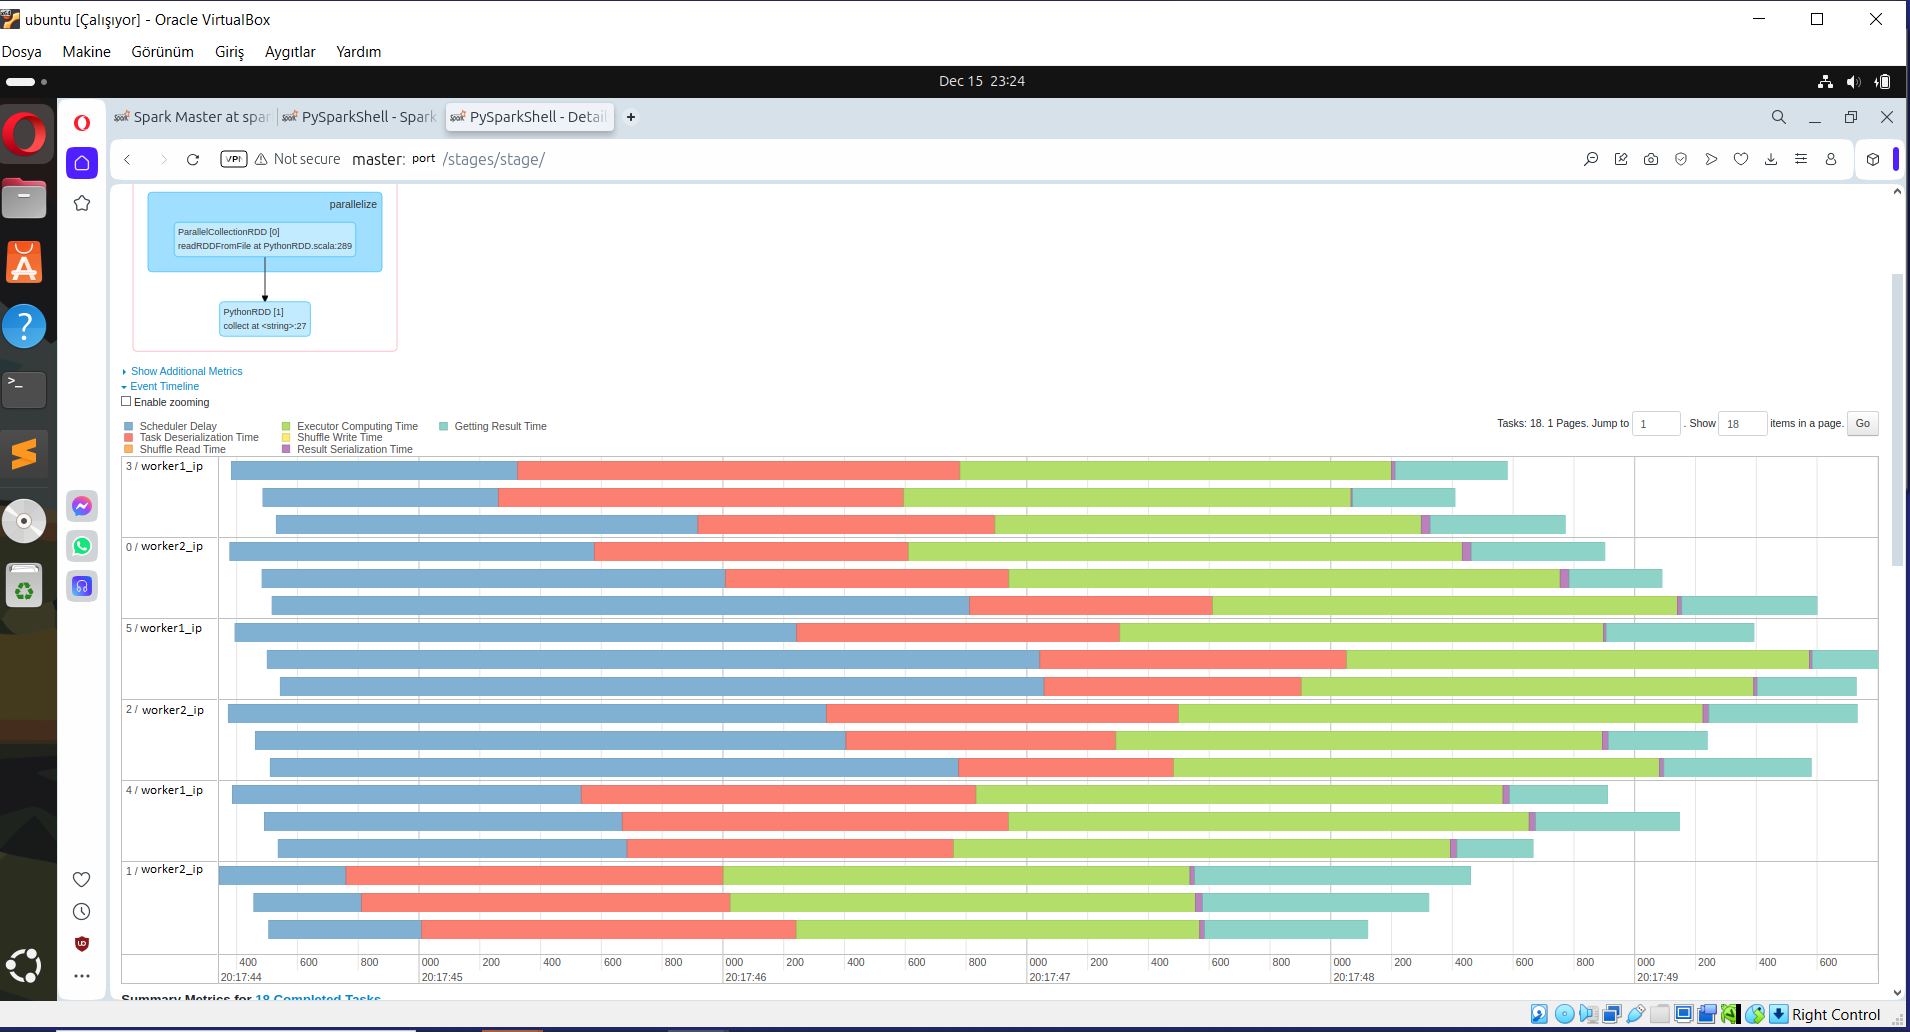 ubuntu [Çalışıyor] - Oracle VirtualBox
Dosya Makine Görünüm Giriş Aygıtlar Yardım
Dec 15 23:24
Spark Master at spar
PySparkShell - Spark
PySparkShell - Detail
VPN Not secure master: port /stages/stage/
parallelize
ParallelCollectionRDD [0]
readRDDFromFile at PythonRDD.scala:289
PythonRDD [1]
collect at <string>:27
Show Additional Metrics
Event Timeline
Enable zooming
Scheduler Delay
Task Deserialization Time
Shuffle Read Time
Executor Computing Time
Shuffle Write Time
Result Serialization Time
Getting Result Time
Tasks: 18. 1 Pages. Jump to 1 . Show 18 items in a page. Go
3 / worker1_ip
0 / worker2_ip
5 / worker1_ip
2 / worker2_ip
4 / worker1_ip
1 / worker2_ip
400 600 800 000 200 400 600 800 000 200 400 600 800 000 200 400 600 800 000 200 400 600 800 000 200 400 600
20:17:44 20:17:45 20:17:46 20:17:47 20:17:48 20:17:49
Summary Metrics for 18 Completed Tasks
Right Control